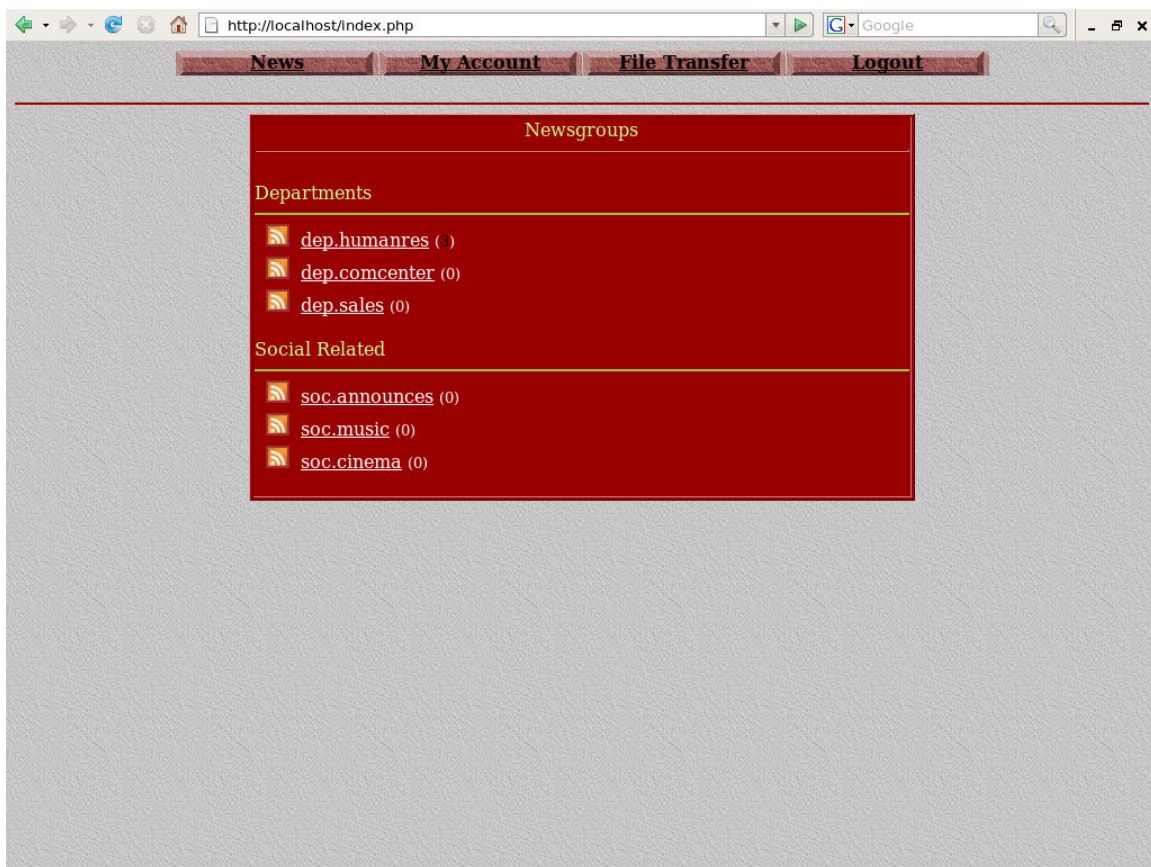 http://localhost/index.php
Google
News My Account File Transfer Logout
Newsgroups
Departments
dep.humanres (3)
dep.comcenter (0)
dep.sales (0)
Social Related
soc.announces (0)
soc.music (0)
soc.cinema (0)